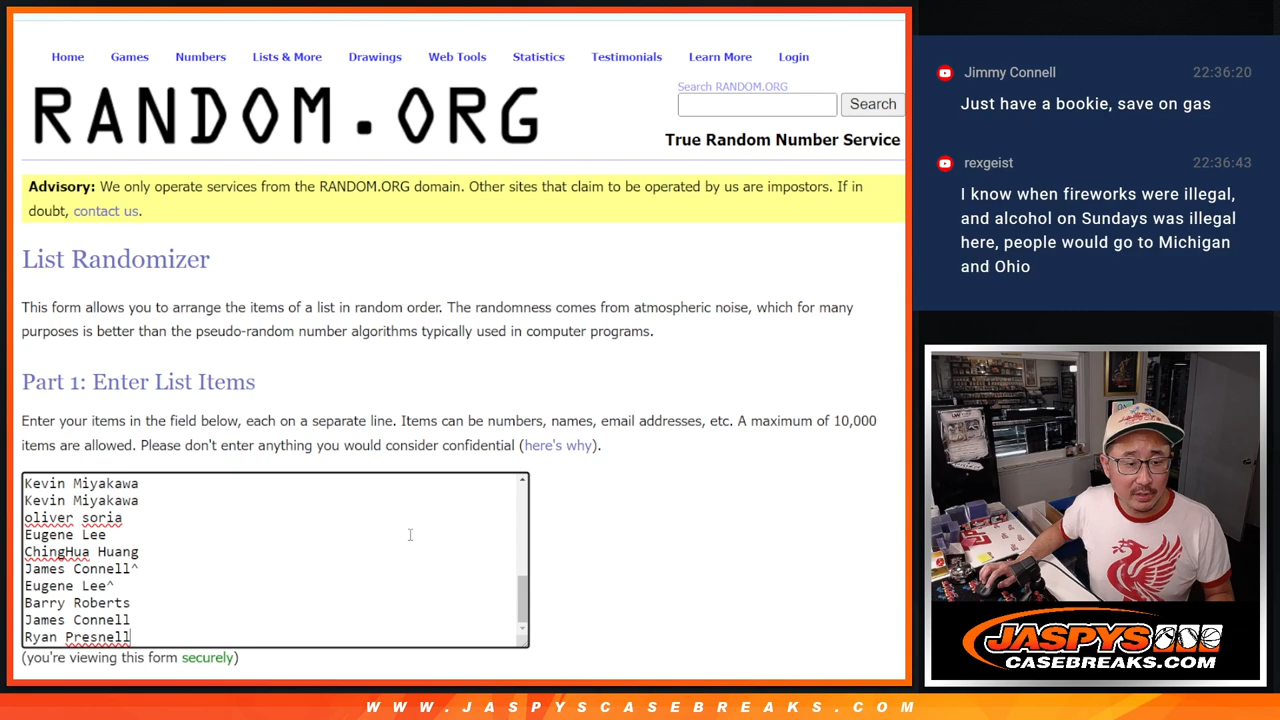 Home Games Numbers Lists & More Drawings Web Tools Statistics Testimonials Learn More Login
RANDOM.ORG
Search RANDOM.ORG
Search
True Random Number Service
Advisory: We only operate services from the RANDOM.ORG domain. Other sites that claim to be operated by us are impostors. If in
doubt, contact us.
List Randomizer
This form allows you to arrange the items of a list in random order. The randomness comes from atmospheric noise, which for many
purposes is better than the pseudo-random number algorithms typically used in computer programs.
Part 1: Enter List Items
Enter your items in the field below, each on a separate line. Items can be numbers, names, email addresses, etc. A maximum of 10,000
items are allowed. Please don't enter anything you would consider confidential (here's why).
Kevin Miyakawa
Kevin Miyakawa
oliver soria
Eugene Lee
ChingHua Huang
James Connell^
Eugene Lee^
Barry Roberts
James Connell
Ryan Presnell
(you're viewing this form securely)
Jimmy Connell 22:36:20
Just have a bookie, save on gas
rexgeist 22:36:43
I know when fireworks were illegal,
and alcohol on Sundays was illegal
here, people would go to Michigan
and Ohio
JASPYS
CASEBREAKS.COM
WWW.JASPYSCASEBREAKS.COM